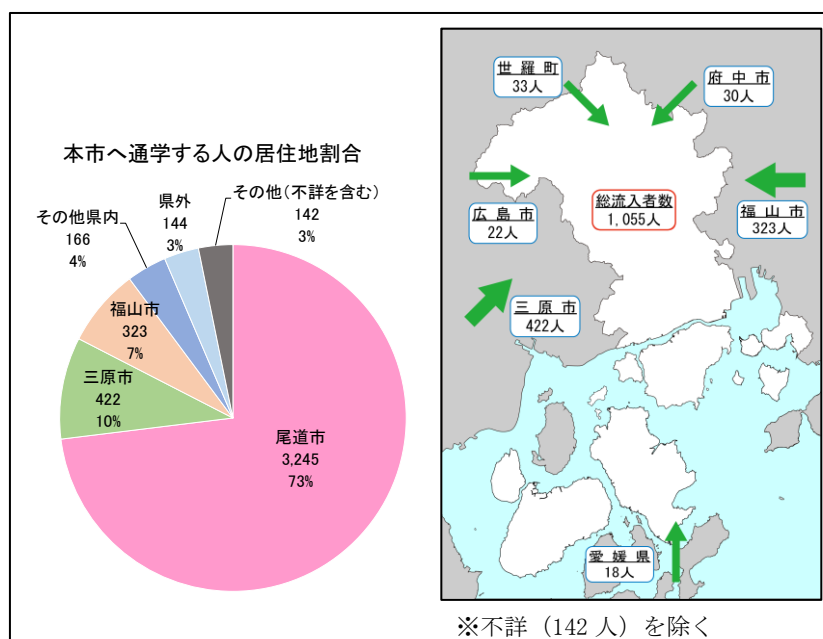 本市へ通学する人の居住地割合
その他(不詳を含む)
142
3%
県外
144
3%
その他県内
166
4%
福山市
323
7%
三原市
422
10%
尾道市
3,245
73%
世羅町
33人
府中市
30人
広島市
22人
総流入者数
1,055人
福山市
323人
三原市
422人
愛媛県
18人
※不詳（142 人）を除く